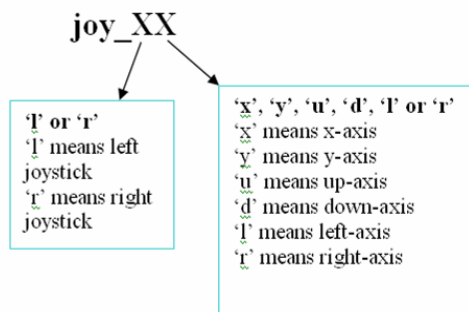 joy_XX
‘l’ or ‘r’
‘l’ means left
joystick
‘r’ means right
joystick
‘x’, ‘y’, ‘u’, ‘d’, ‘l’ or ‘r’
‘x’ means x-axis
‘y’ means y-axis
‘u’ means up-axis
‘d’ means down-axis
‘l’ means left-axis
‘r’ means right-axis